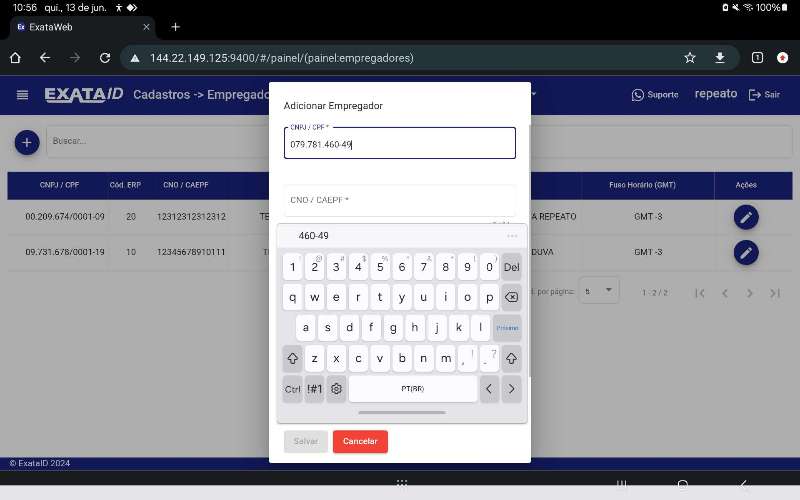 10:56 qui., 13 de jun.
100%
ExataWeb
144.22.149.125:9400/#/painel/(painel:empregadores)
1
EXATAID Cadastros -> Empregado
Suporte repeato Sair
Adicionar Empregador
CNPJ / CPF *
079.781.460-49
Buscar...
CNO / CAEPF *
CNPJ / CPF Cód. ERP CNO / CAEPF Fuso Horário (GMT) Ações
00.209.674/0001-09 20 12312312312312 TE A REPEATO GMT -3
09.731.678/0001-19 10 12345678910111 DUVA GMT -3
por página: 5 1 - 2 / 2
460-49
1 2 3 4 5 6 7 8 9 0 Del
q w e r t y u i o p
a s d f g h j k l Próximo
z x c v b n m , ! . ?
Ctrl !#1 PT(BR) < >
Salvar Cancelar
© ExataID 2024